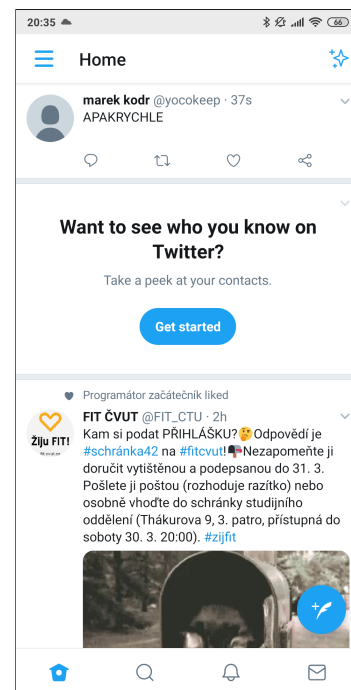 20:35
66
Home
marek kodr @yocokeep · 37s
APAKRYCHLE
Want to see who you know on
Twitter?
Take a peek at your contacts.
Get started
Programátor začátečník liked
FIT ČVUT @FIT_CTU · 2h
Žiju FIT!
Kam si podat PŘIHLÁŠKU?🤔Odpovědí je
#schránka42 na #fitcvut!📭Nezapomeňte ji
doručit vytištěnou a podepsanou do 31. 3.
Pošlete ji poštou (rozhoduje razítko) nebo
osobně vhoďte do schránky studijního
oddělení (Thákurova 9, 3. patro, přístupná do
soboty 30. 3. 20:00). #zijfit